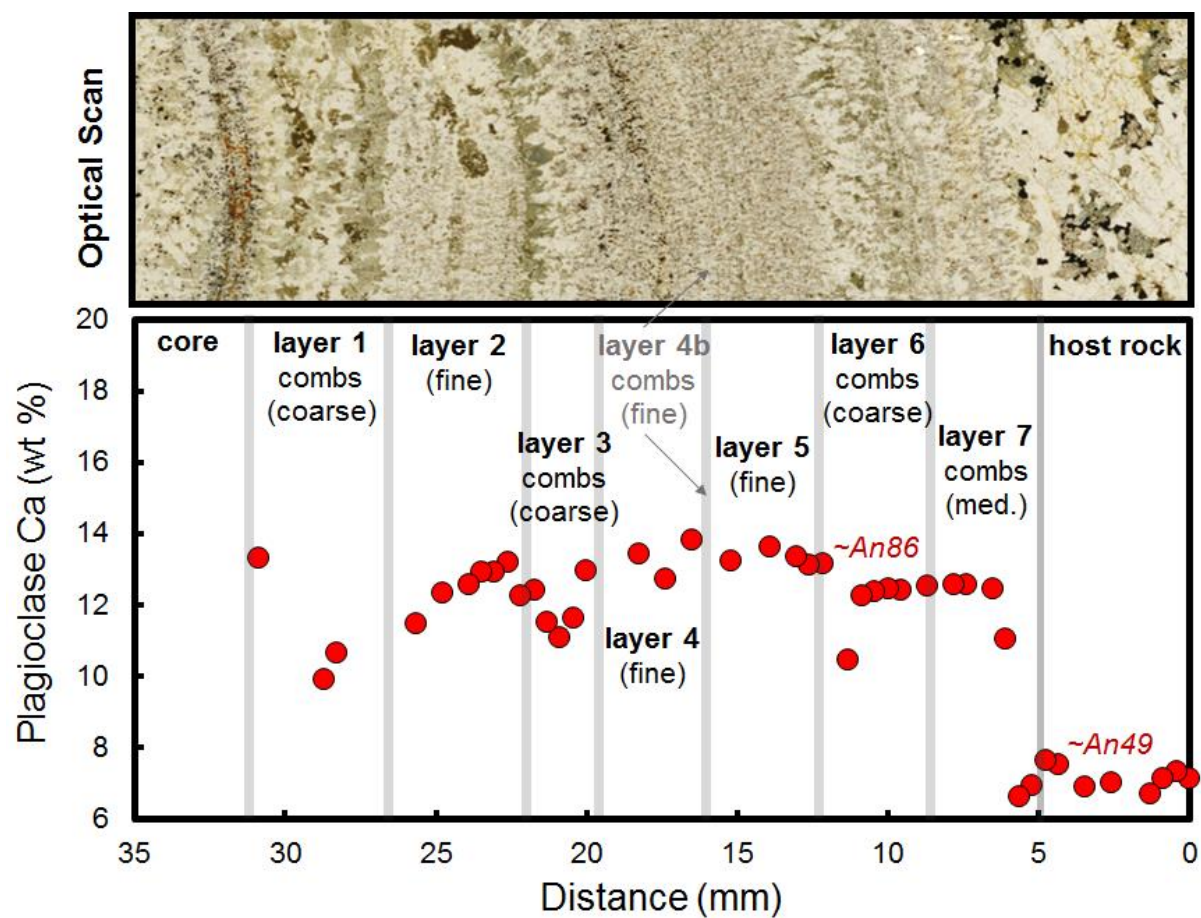 Optical Scan
20
18
16
14
12
10
8
6
Plagioclase Ca (wt %)
core
layer 1
combs
(coarse)
layer 2
(fine)
layer 3
combs
(coarse)
layer 4b
combs
(fine)
layer 4
(fine)
layer 5
(fine)
layer 6
combs
(coarse)
layer 7
combs
(med.)
host rock
~An86
~An49
35
30
25
20
15
10
5
0
Distance (mm)